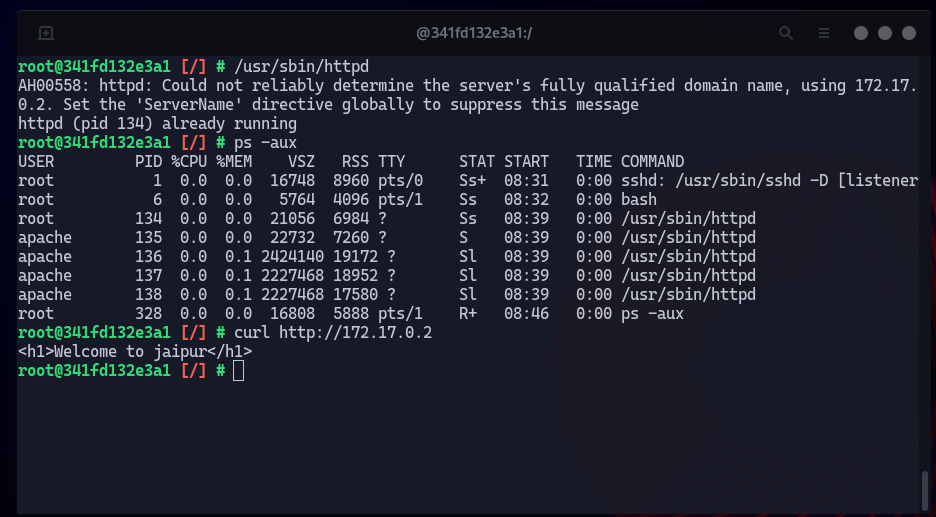 @341fd132e3a1:/
root@341fd132e3a1 [/] # /usr/sbin/httpd
AH00558: httpd: Could not reliably determine the server's fully qualified domain name, using 172.17.
0.2. Set the 'ServerName' directive globally to suppress this message
httpd (pid 134) already running
root@341fd132e3a1 [/] # ps -aux
USER         PID %CPU %MEM    VSZ   RSS TTY      STAT START   TIME COMMAND
root           1  0.0  0.0  16748  8960 pts/0    Ss+  08:31   0:00 sshd: /usr/sbin/sshd -D [listener
root           6  0.0  0.0   5764  4096 pts/1    Ss   08:32   0:00 bash
root         134  0.0  0.0  21056  6984 ?        Ss   08:39   0:00 /usr/sbin/httpd
apache       135  0.0  0.0  22732  7260 ?        S    08:39   0:00 /usr/sbin/httpd
apache       136  0.0  0.1 2424140 19172 ?       Sl   08:39   0:00 /usr/sbin/httpd
apache       137  0.0  0.1 2227468 18952 ?       Sl   08:39   0:00 /usr/sbin/httpd
apache       138  0.0  0.1 2227468 17580 ?       Sl   08:39   0:00 /usr/sbin/httpd
root         328  0.0  0.0  16808  5888 pts/1    R+   08:46   0:00 ps -aux
root@341fd132e3a1 [/] # curl http://172.17.0.2
<h1>Welcome to jaipur</h1>
root@341fd132e3a1 [/] #